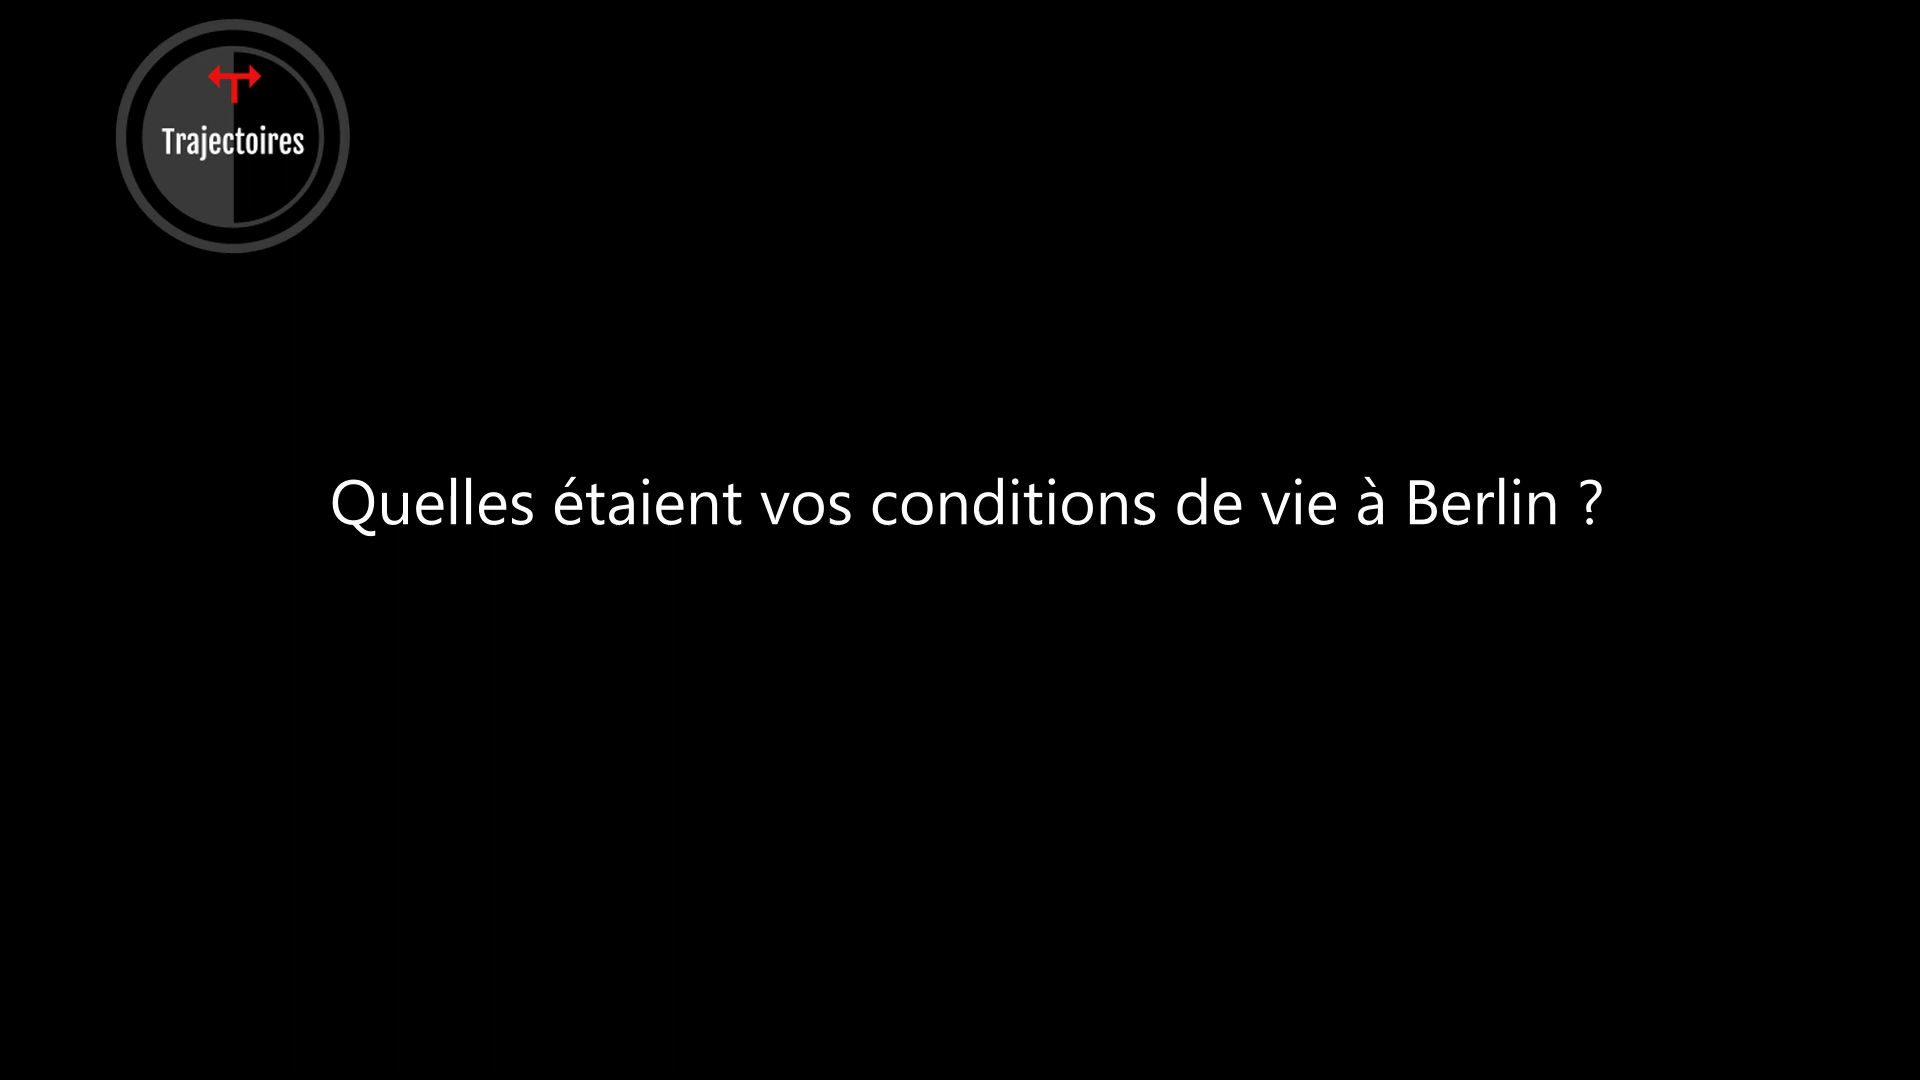 Trajectoires
Quelles étaient vos conditions de vie à Berlin ?